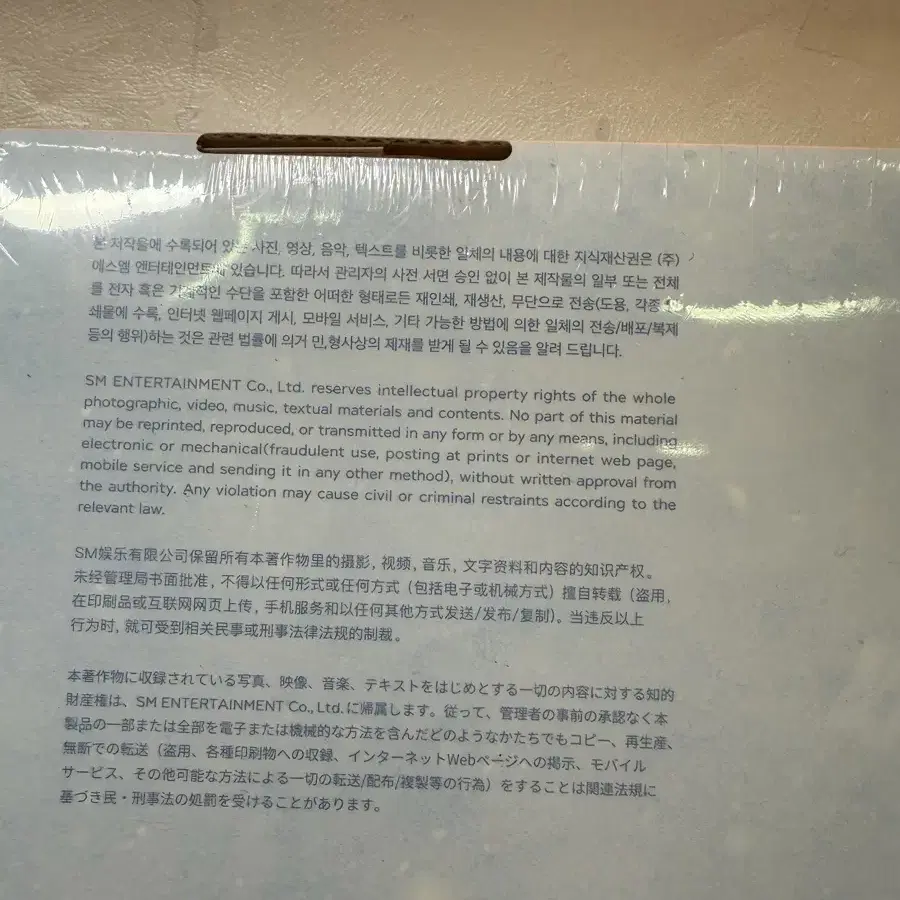 본 저작물에 수록되어 있는 사진, 영상, 음악, 텍스트를 비롯한 일체의 내용에 대한 지식재산권은 (주)
에스엠 엔터테인먼트에 있습니다. 따라서 관리자의 사전 서면 승인 없이 본 제작물의 일부 또는 전체
를 전자 혹은 기계적인 수단을 포함한 어떠한 형태로든 재인쇄, 재생산, 무단으로 전송(도용, 각종
쇄물에 수록, 인터넷 웹페이지 게시, 모바일 서비스, 기타 가능한 방법에 의한 일체의 전송/배포/복제
등의 행위)하는 것은 관련 법률에 의거 민,형사상의 제재를 받게 될 수 있음을 알려 드립니다.
SM ENTERTAINMENT Co., Ltd. reserves intellectual property rights of the whole
photographic, video, music, textual materials and contents. No part of this material
may be reprinted, reproduced, or transmitted in any form or by any means, including
electronic or mechanical(fraudulent use, posting at prints or internet web page,
mobile service and sending it in any other method), without written approval from
the authority. Any violation may cause civil or criminal restraints according to the
relevant law.
SM娱乐有限公司保留所有本著作物里的摄影, 视频, 音乐, 文字资料和内容的知识产权。
未经管理局书面批准, 不得以任何形式或任何方式（包括电子或机械方式）擅自转载（盗用,
在印刷品或互联网网页上传, 手机服务和以任何其他方式发送/发布/复制）。当违反以上
行为时, 就可受到相关民事或刑事法律法规的制裁。
本著作物に収録されている写真、映像、音楽、テキストをはじめとする一切の内容に対する知的
財産権は、SM ENTERTAINMENT Co., Ltd.に帰属します。従って、管理者の事前の承認なく本
製品の一部または全部を電子または機械的な方法を含んだどのようなかたちでもコピー、再生産、
無断での転送（盗用、各種印刷物への収録、インターネットWebページへの掲示、モバイル
サービス、その他可能な方法による一切の転送/配布/複製等の行為）をすることは関連法規に
基づき民・刑事法の処罰を受けることがあります。